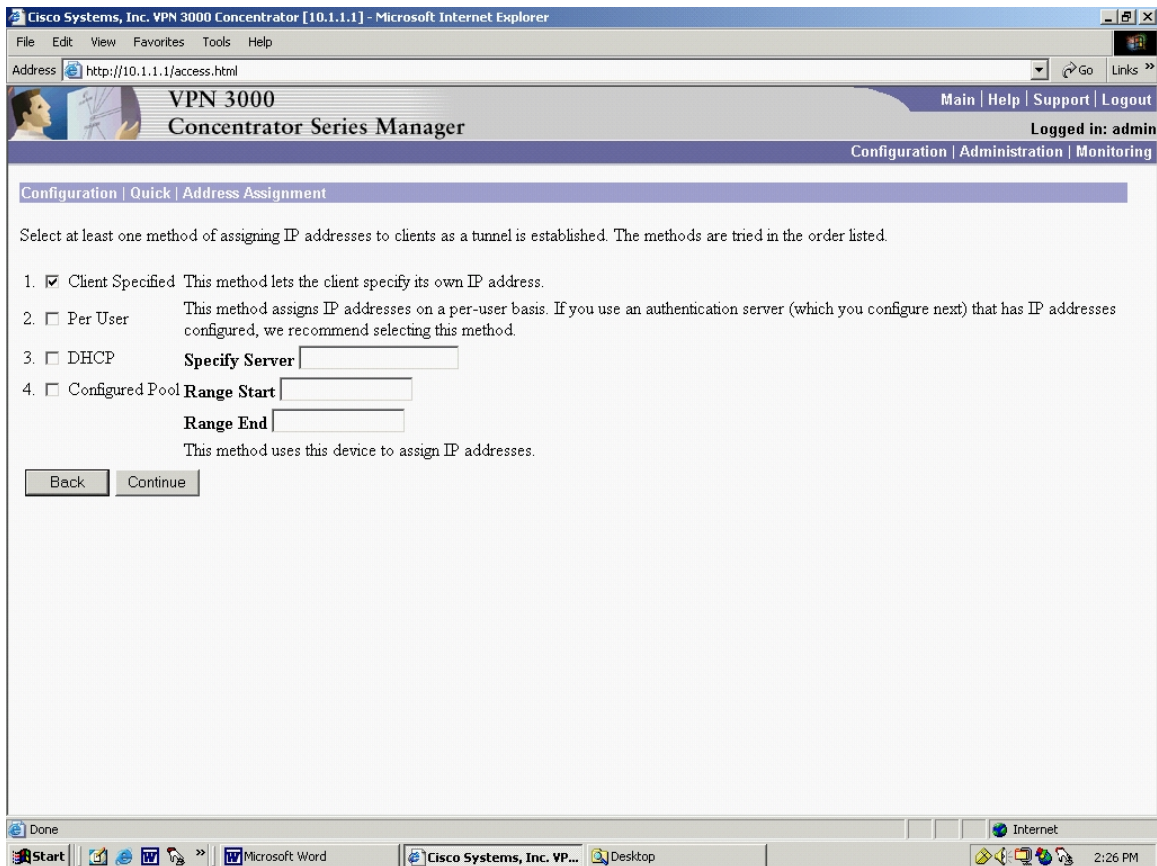 Cisco Systems, Inc. VPN 3000 Concentrator [10.1.1.1] - Microsoft Internet Explorer
File Edit View Favorites Tools Help
Address http://10.1.1.1/access.html Go Links »
VPN 3000
Concentrator Series Manager
Main | Help | Support | Logout
Logged in: admin
Configuration | Administration | Monitoring
Configuration | Quick | Address Assignment
Select at least one method of assigning IP addresses to clients as a tunnel is established. The methods are tried in the order listed.
1. Client Specified This method lets the client specify its own IP address.
2. Per User This method assigns IP addresses on a per-user basis. If you use an authentication server (which you configure next) that has IP addresses
configured, we recommend selecting this method.
3. DHCP Specify Server
4. Configured Pool Range Start
Range End
This method uses this device to assign IP addresses.
Back Continue
Done Internet
Start » Microsoft Word Cisco Systems, Inc. VP... Desktop 2:26 PM